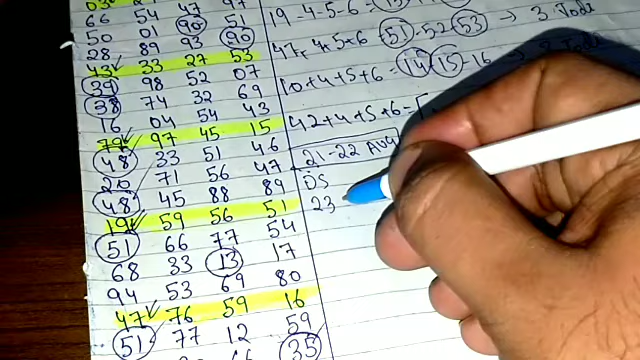 66 54 47 97
50 01 90 51
28 89 93 90
43 33 27 53
39 98 52 07
38 74 32 69
16 04 54 43
79 97 45 15
48 33 51 46
20 71 56 47
48 45 88 89
19 59 56 51
51 66 77 54
68 33 13 17
94 53 69 80
47 76 59 16
51 77 12 59
35
19-4-5-6=
47+4+5+6 51-52 53 → 3 Jodi
10+4+5+6= 14 15-16 →
42+4+5+6=
21-22 Aug
DS
23